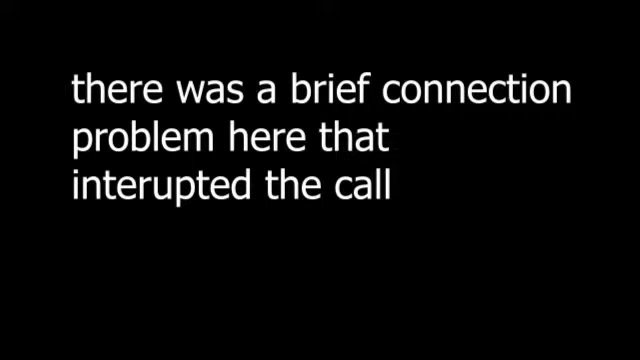 there was a brief connection
problem here that
interupted the call